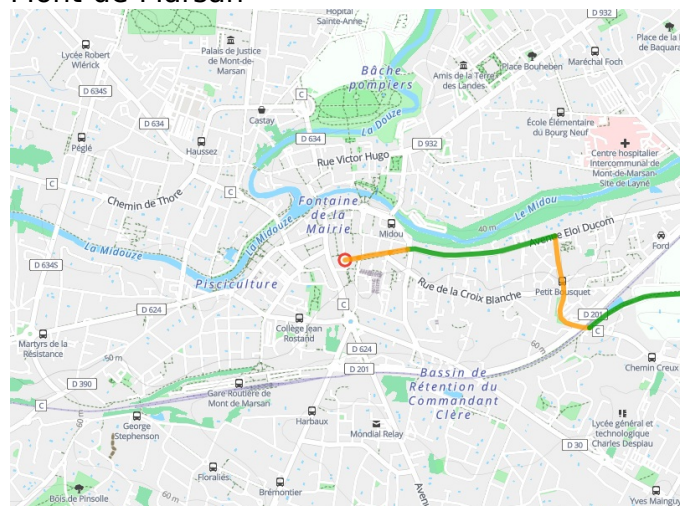 Mont-de-Marsan
Hôpital
Sainte-Anne
D 932
Place de la
de Baquara
Lycée Robert
Wlérick
Palais de Justice
de Mont-de-
Marsan
Bâche
pompiers
Amis de la Terre
des Landes
Place Bouheben
Maréchal Foch
D 634S
C
Castay
La Douze
École Élémentaire
du Bourg Neuf
D 634
D 634
D 932
Péglé
Haussez
Rue Victor Hugo
Centre hospitalier
Intercommunal de
Mont-de-Marsan-
Site de Layné
C
Chemin de Thore
Fontaine
de la
Mairie
Le Midou
40 m
Midou
Avenue Eloi Ducom
La Midouze
La Midouze
Ford
D 634S
Pisciculture
Rue de la Croix Blanche
Petit Bousquet
D 624
C
D 201
Collège Jean
Rostand
C
Martyrs de la
Résistance
D 624
60 m
60 m
D 201
Chemin Creux
D 390
Gare Routière de
Mont de Marsan
Bassin de
Rétention du
Commandant
Clère
C
60 m
George
Stephenson
Harbaux
Mondial Relay
Lycée général et
technologique
Charles Despiau
D 30
Floralies
Brémontier
Aven
Bois de Pinsolle
60 m
Yves Mainguy